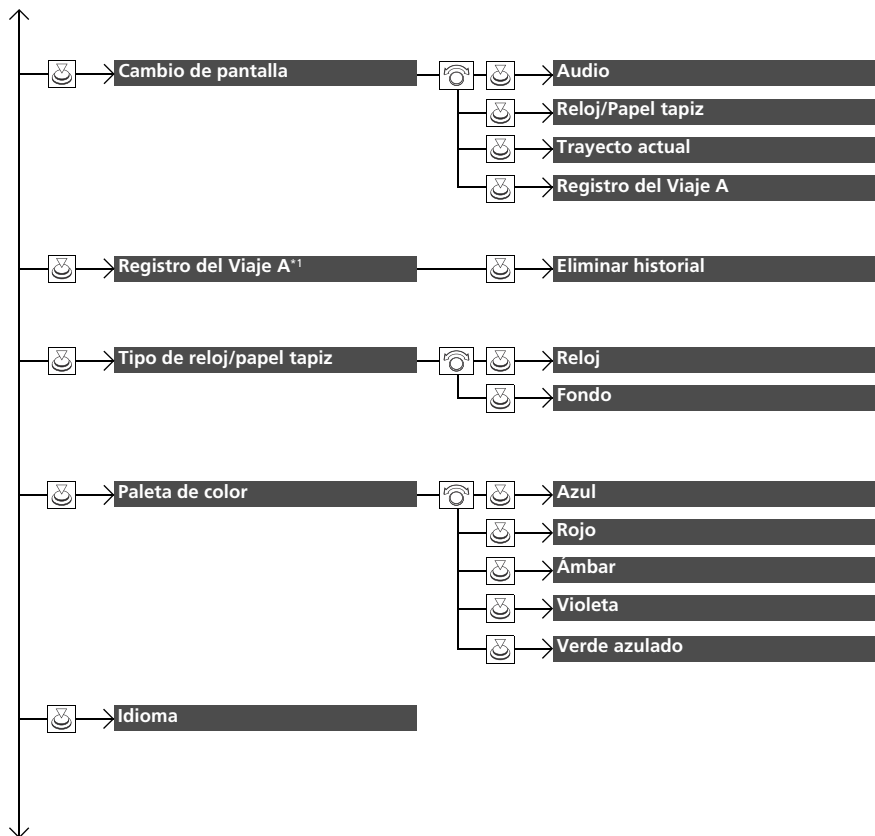 Cambio de pantalla
Audio
Reloj/Papel tapiz
Trayecto actual
Registro del Viaje A
Registro del Viaje A*1
Eliminar historial
Tipo de reloj/papel tapiz
Reloj
Fondo
Paleta de color
Azul
Rojo
Ámbar
Violeta
Verde azulado
Idioma